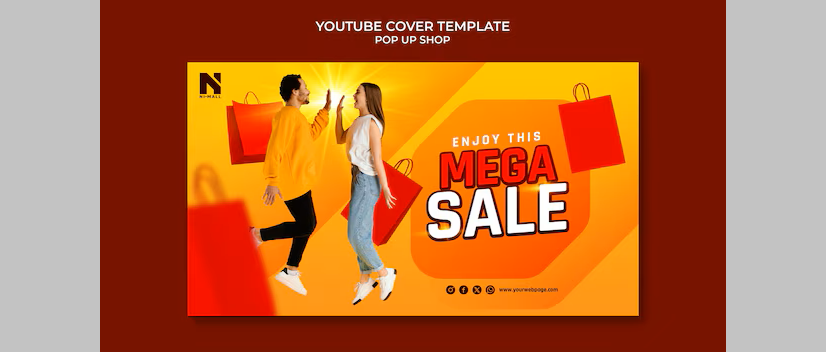 YOUTUBE COVER TEMPLATE
POP UP SHOP
N
NI-MALL
ENJOY THIS
MEGA
SALE
www.yourwebpage.com